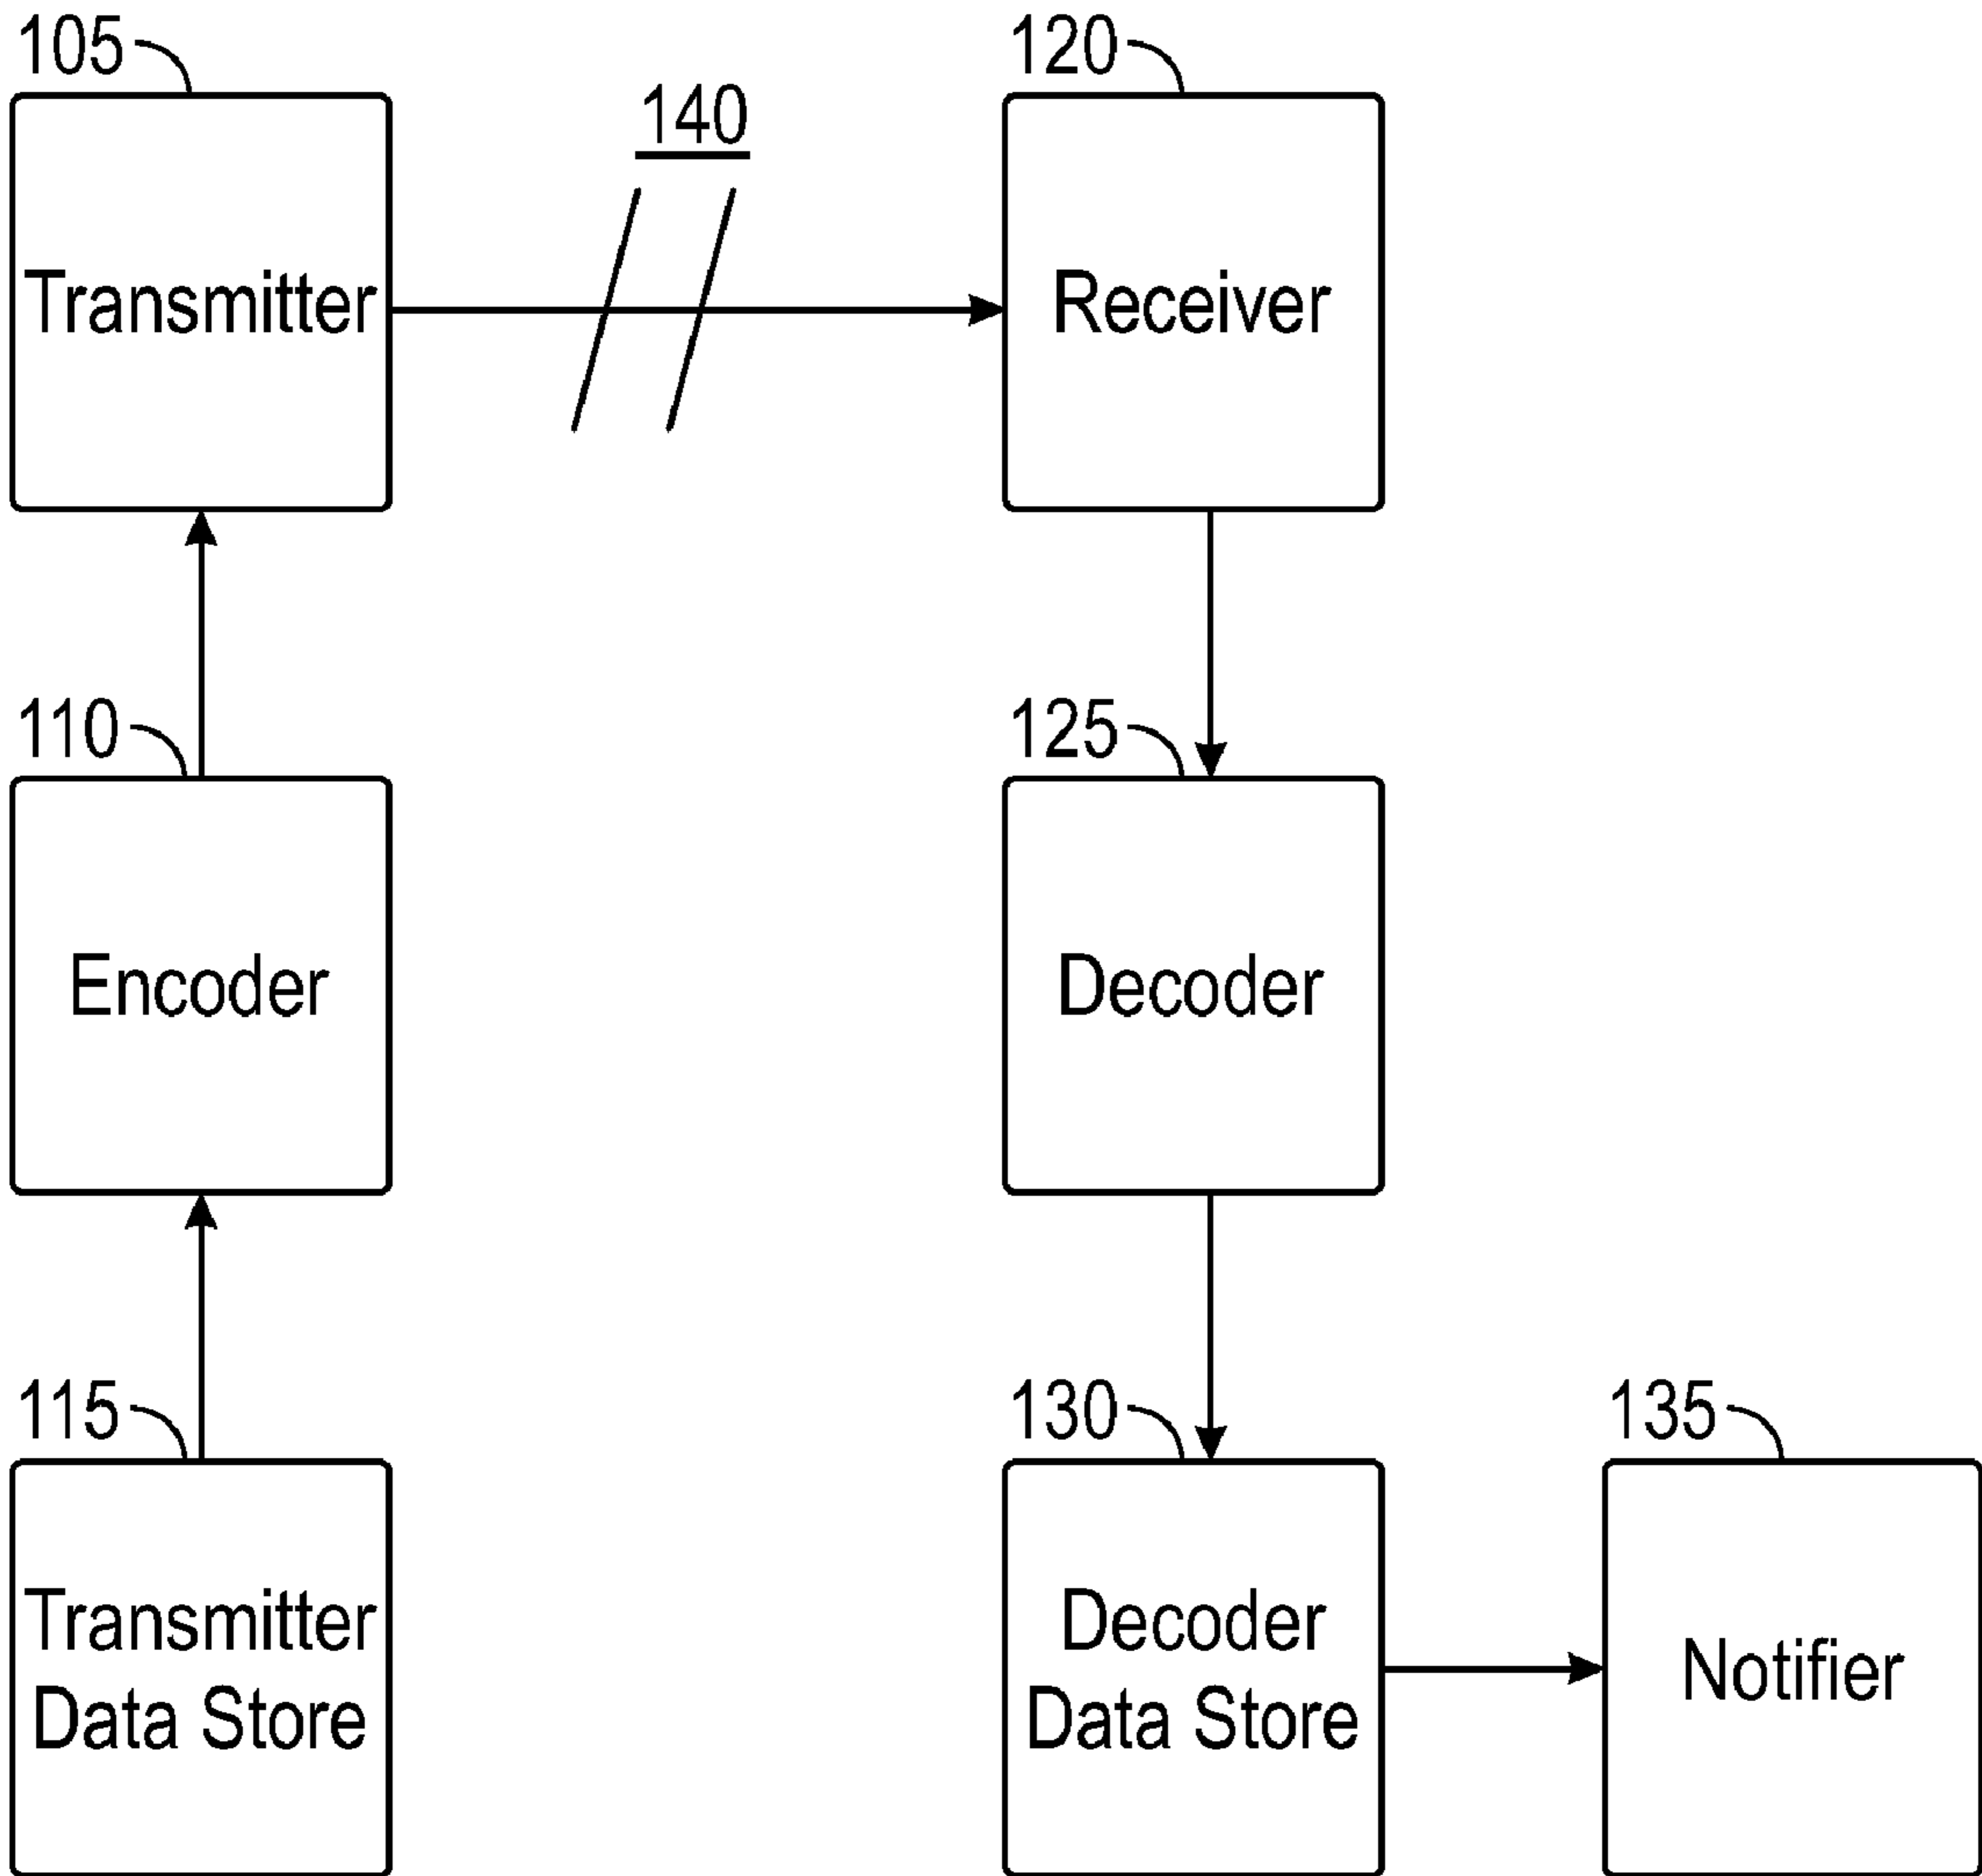 105
120
140
Transmitter
Receiver
110
125
Encoder
Decoder
115
130
135
Transmitter
Data Store
Decoder
Data Store
Notifier